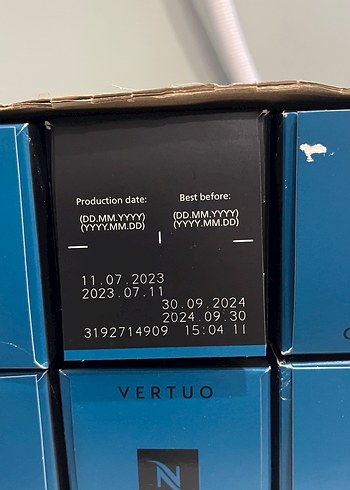 Production date: Best before:
(DD.MM.YYYY) (DD.MM.YYYY)
(YYYY.MM.DD) (YYYY.MM.DD)
11.07.2023
2023.07.11
30.09.2024
2024.09.30
3192714909 15:04 11
VERTUO
N